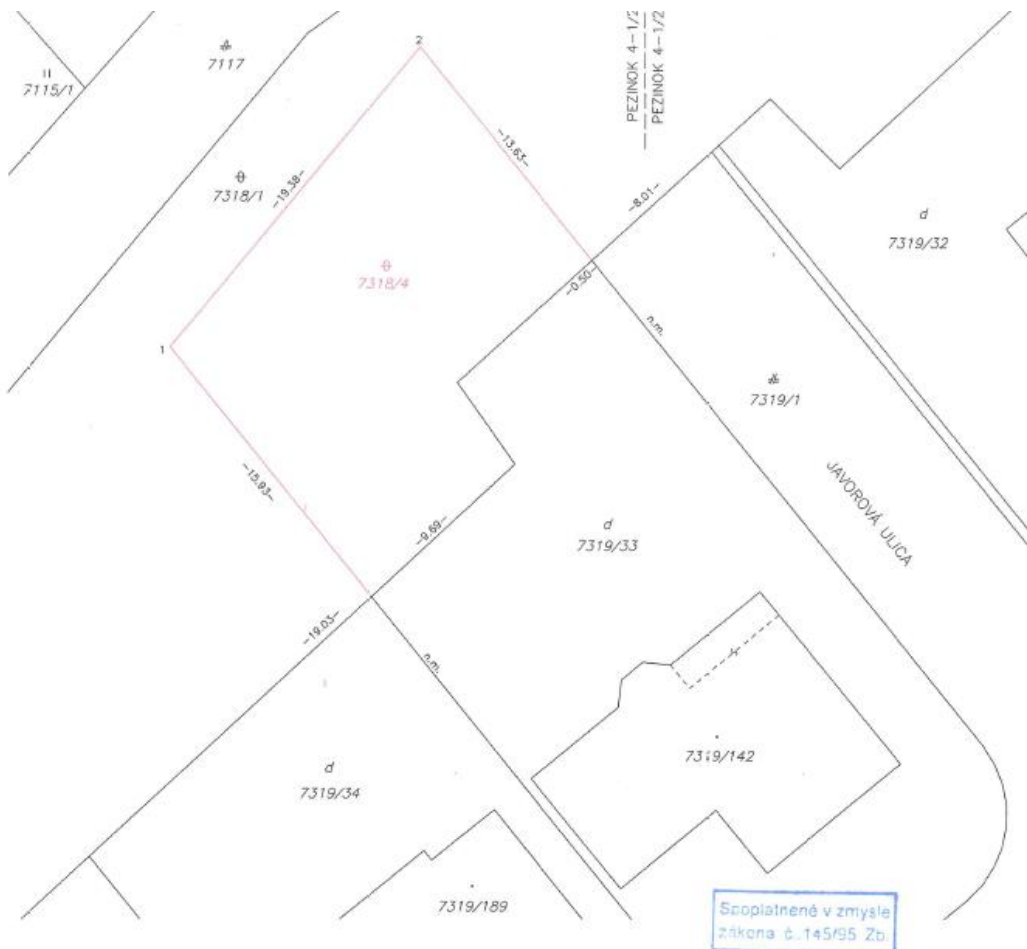 2
7117
7115/1
PEZINOK 4-1/2
PEZINOK 4-1/2
-13.63-
7318/1
-19.38-
-8.01-
d
7319/32
7318/4
-0.50-
n.m.
1
7319/1
-15.93-
JAVOROVÁ ULICA
-9.69-
d
7319/33
-19.03-
n.m.
7319/142
d
7319/34
7319/189
Spoplatnené v zmysle
zákona č.145/95 Zb.